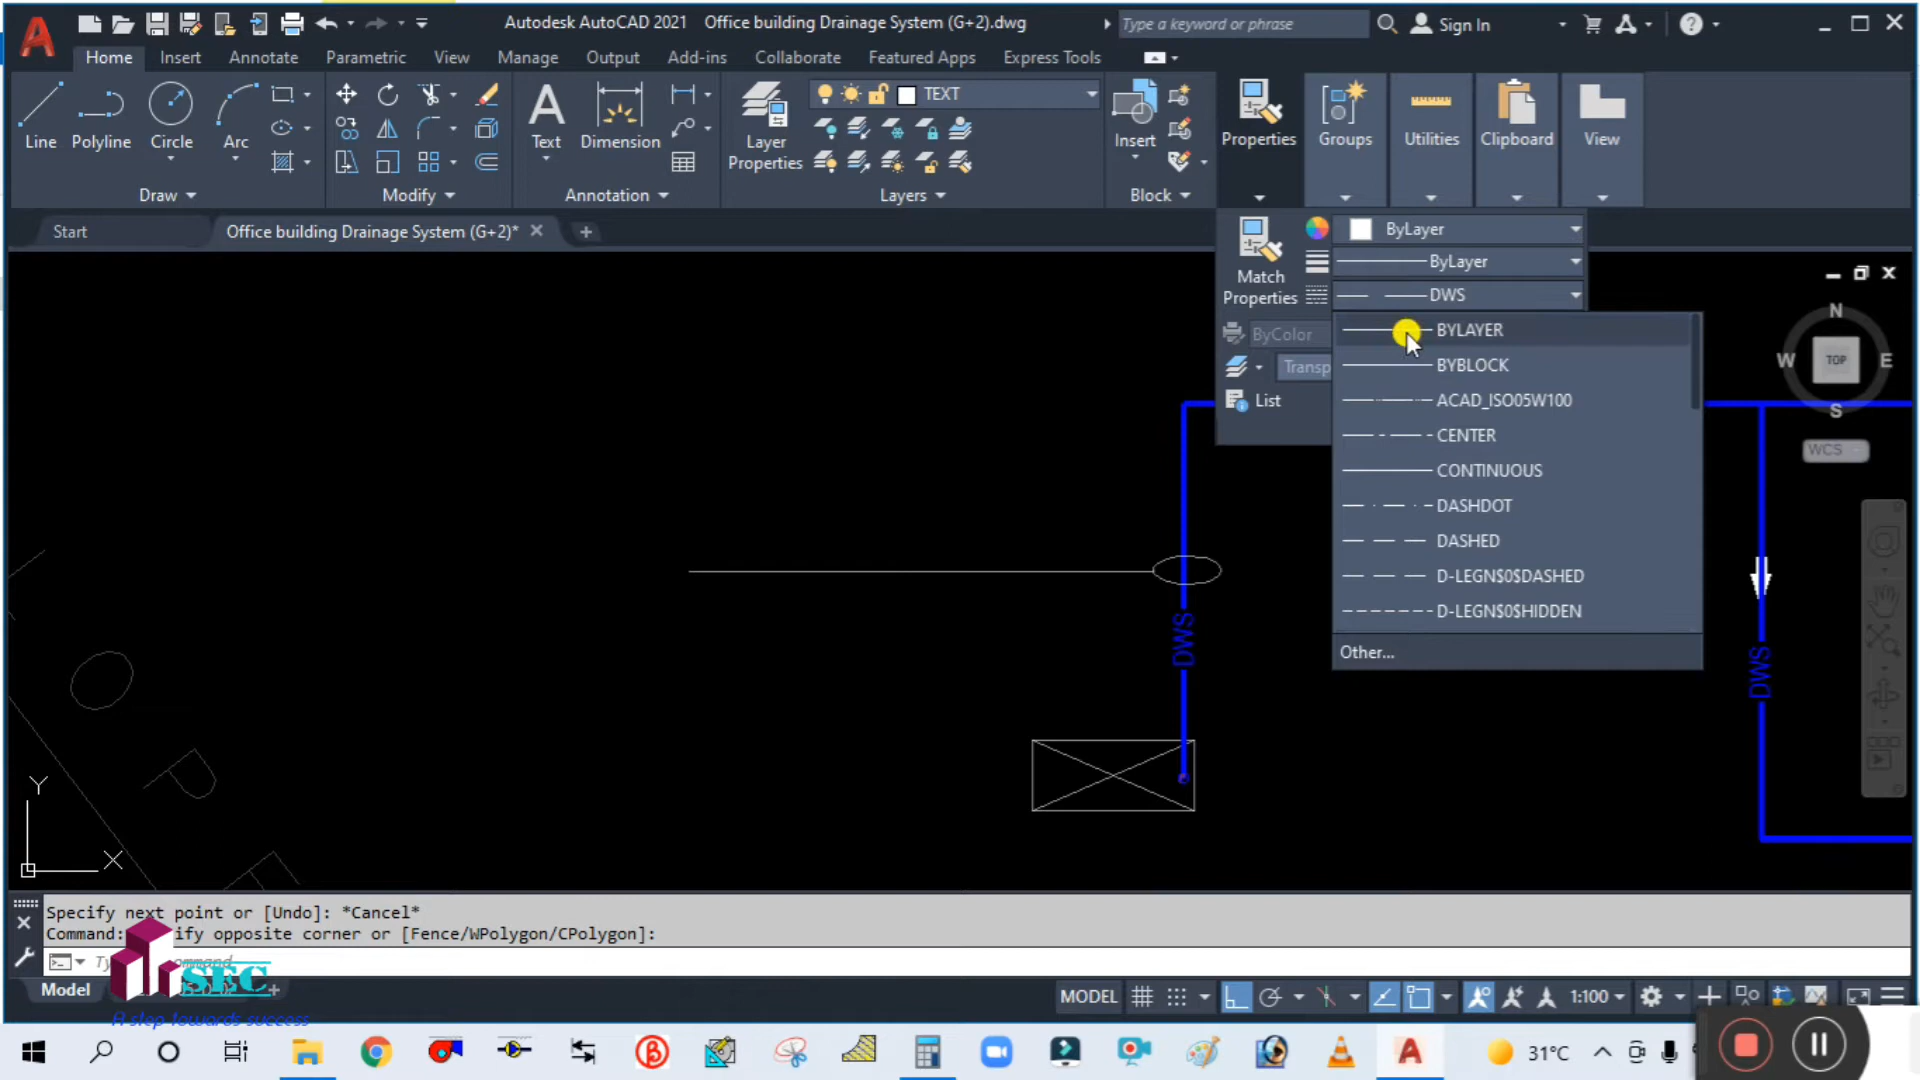 Autodesk AutoCAD 2021 Office building Drainage System (G+2).dwg
Type a keyword or phrase
Sign In
Home Insert Annotate Parametric View Manage Output Add-ins Collaborate Featured Apps Express Tools
TEXT
Line Polyline Circle Arc
Text Dimension
Layer Properties
Insert
Properties Groups Utilities Clipboard View
Draw Modify Annotation Layers Block
Start Office building Drainage System (G+2)*
Match Properties
ByLayer
ByLayer
DWS
ByColor
Transp
List
BYLAYER
BYBLOCK
ACAD_ISO05W100
CENTER
CONTINUOUS
DASHDOT
DASHED
D-LEGN$0$DASHED
D-LEGN$0$HIDDEN
Other...
N
W TOP E
S
WCS
DWS
DWS
O
P
E
Y
X
Specify next point or [Undo]: *Cancel*
Command: ify opposite corner or [Fence/WPolygon/CPolygon]:
SEC
A step towards success
Model
MODEL
1:100
31°C